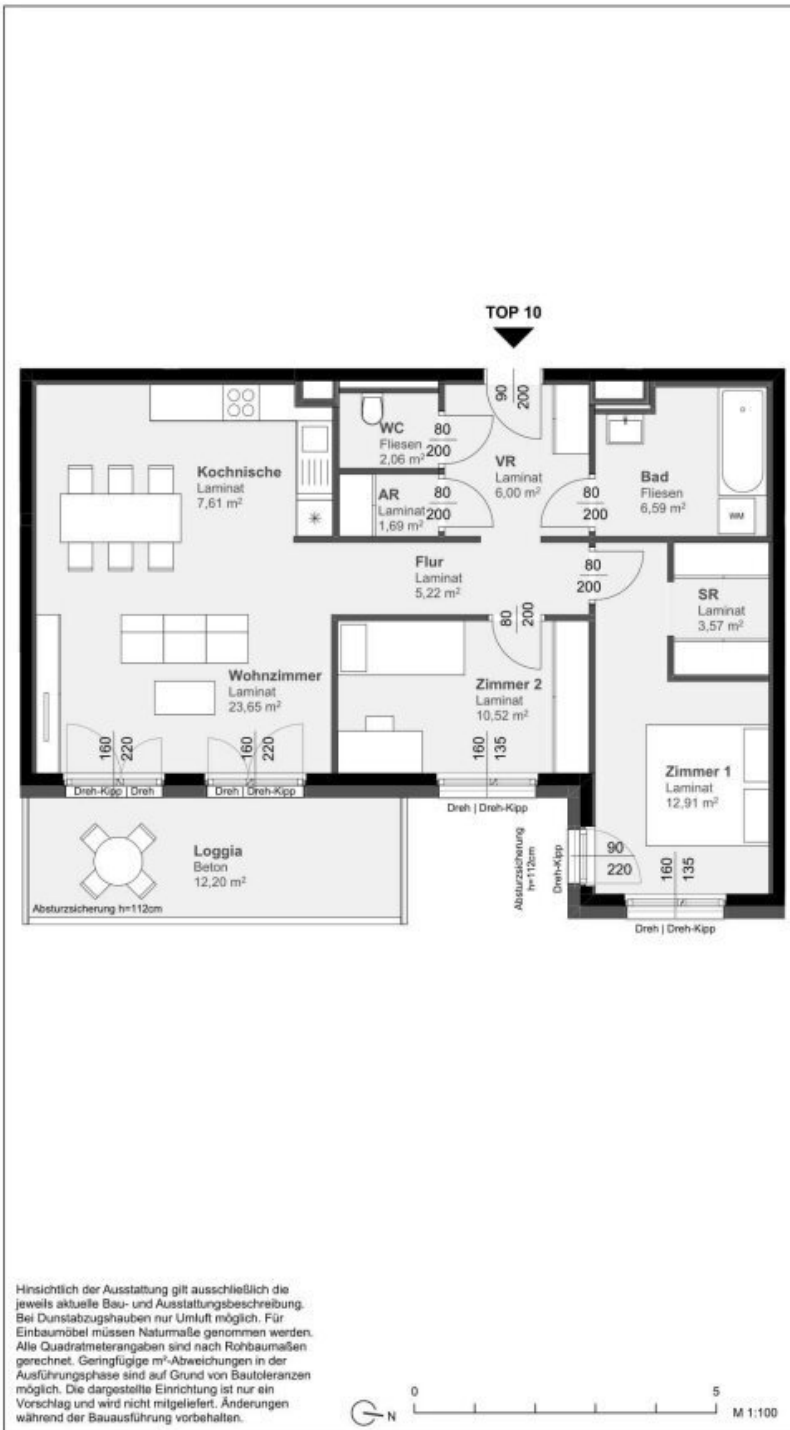 TOP 10
90
200
WC
Fliesen
2,06 m²
80
200
VR
Laminat
6,00 m²
Kochnische
Laminat
7,61 m²
AR
Laminat
1,69 m²
80
200
80
200
Bad
Fliesen
6,59 m²
WM
Flur
Laminat
5,22 m²
80
200
SR
Laminat
3,57 m²
80
200
Wohnzimmer
Laminat
23,65 m²
Zimmer 2
Laminat
10,52 m²
160
220
160
220
160
135
Zimmer 1
Laminat
12,91 m²
Dreh-Kipp | Dreh
Dreh | Dreh-Kipp
Dreh | Dreh-Kipp
Loggia
Beton
12,20 m²
Absturzsicherung h=112cm
Absturzsicherung
h=112cm
Dreh-Kipp
90
220
160
135
Dreh | Dreh-Kipp
Hinsichtlich der Ausstattung gilt ausschließlich die
jeweils aktuelle Bau- und Ausstattungsbeschreibung.
Bei Dunstabzugshauben nur Umluft möglich. Für
Einbaumöbel müssen Naturmaße genommen werden.
Alle Quadratmeterangaben sind nach Rohbaumaßen
gerechnet. Geringfügige m²-Abweichungen in der
Ausführungsphase sind auf Grund von Bautoleranzen
möglich. Die dargestellte Einrichtung ist nur ein
Vorschlag und wird nicht mitgeliefert. Änderungen
während der Bauausführung vorbehalten.
N
0
5
M 1:100